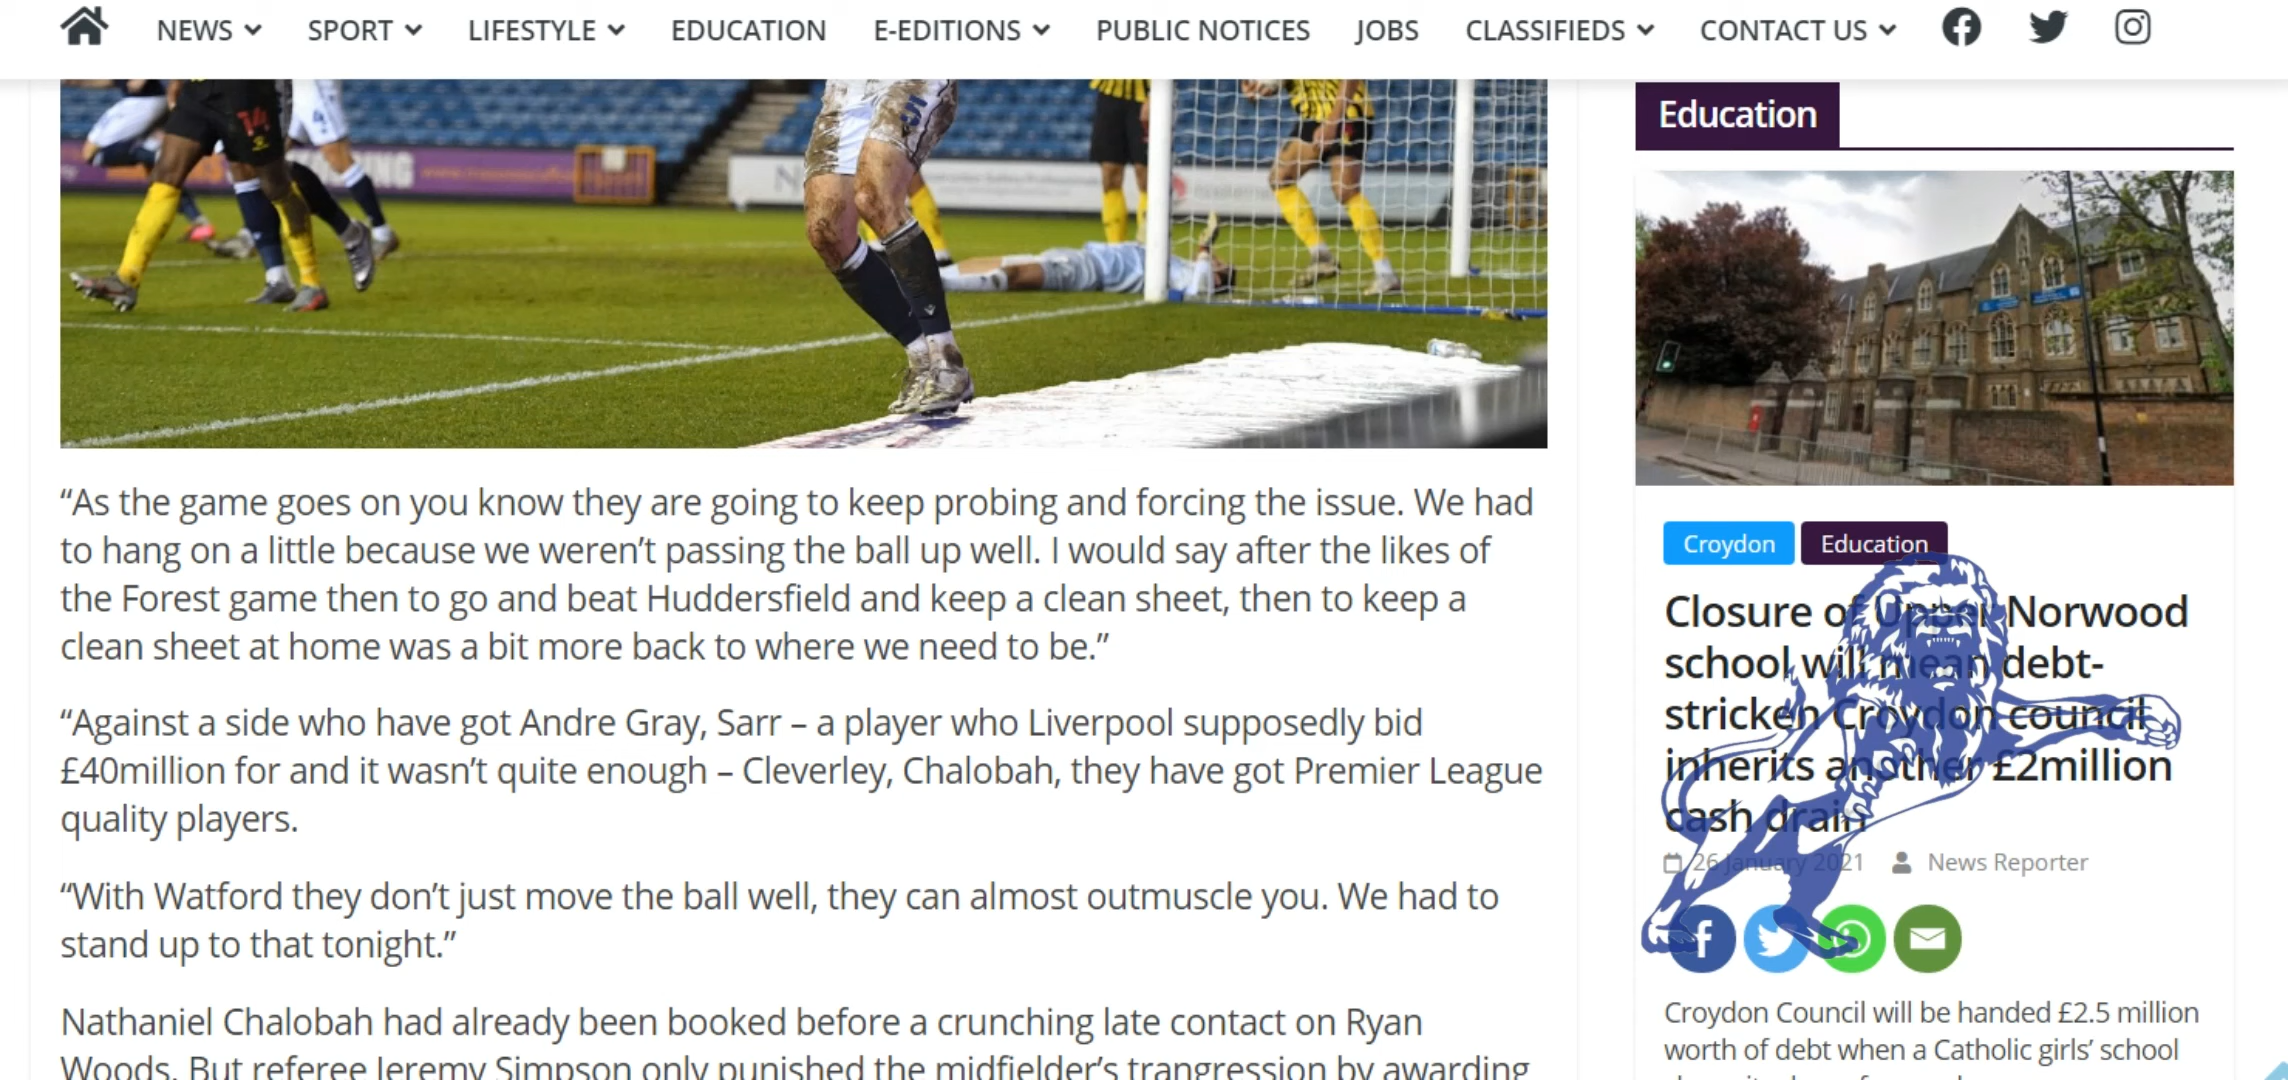 NEWS SPORT LIFESTYLE EDUCATION E-EDITIONS PUBLIC NOTICES JOBS CLASSIFIEDS CONTACT US
14
4
5
“As the game goes on you know they are going to keep probing and forcing the issue. We had
to hang on a little because we weren’t passing the ball up well. I would say after the likes of
the Forest game then to go and beat Huddersfield and keep a clean sheet, then to keep a
clean sheet at home was a bit more back to where we need to be.”
“Against a side who have got Andre Gray, Sarr – a player who Liverpool supposedly bid
£40million for and it wasn’t quite enough – Cleverley, Chalobah, they have got Premier League
quality players.
“With Watford they don’t just move the ball well, they can almost outmuscle you. We had to
stand up to that tonight.”
Nathaniel Chalobah had already been booked before a crunching late contact on Ryan
Woods. But referee Jeremy Simpson only punished the midfielder’s trangression by awarding
Education
Croydon Education
Closure of Upper Norwood
school will mean debt-
stricken Croydon council
inherits another £2million
cash drain
26 January 2021 News Reporter
Croydon Council will be handed £2.5 million
worth of debt when a Catholic girls’ school